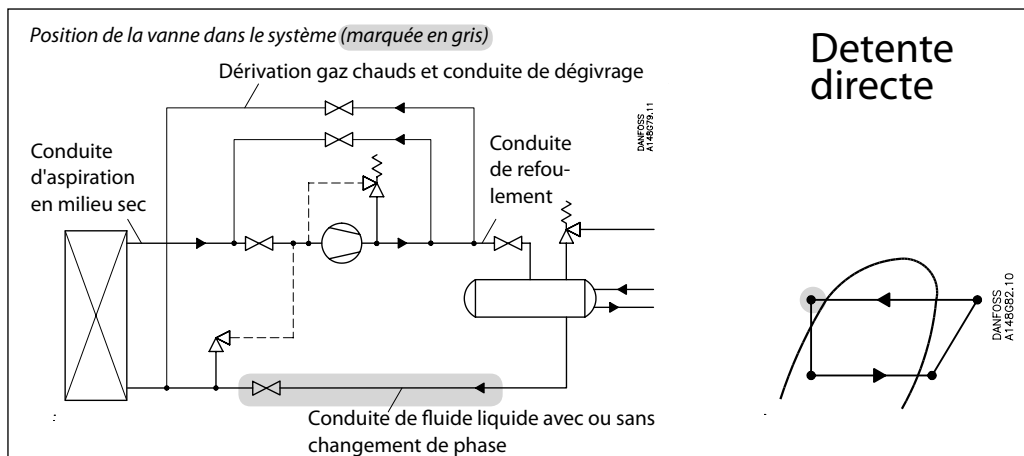 Position de la vanne dans le système (marquée en gris)
Detente
directe
Dérivation gaz chauds et conduite de dégivrage
DANFOSS
A148G79.11
Conduite
d'aspiration
en milieu sec
Conduite
de refou-
lement
DANFOSS
A148G82.10
Conduite de fluide liquide avec ou sans
changement de phase